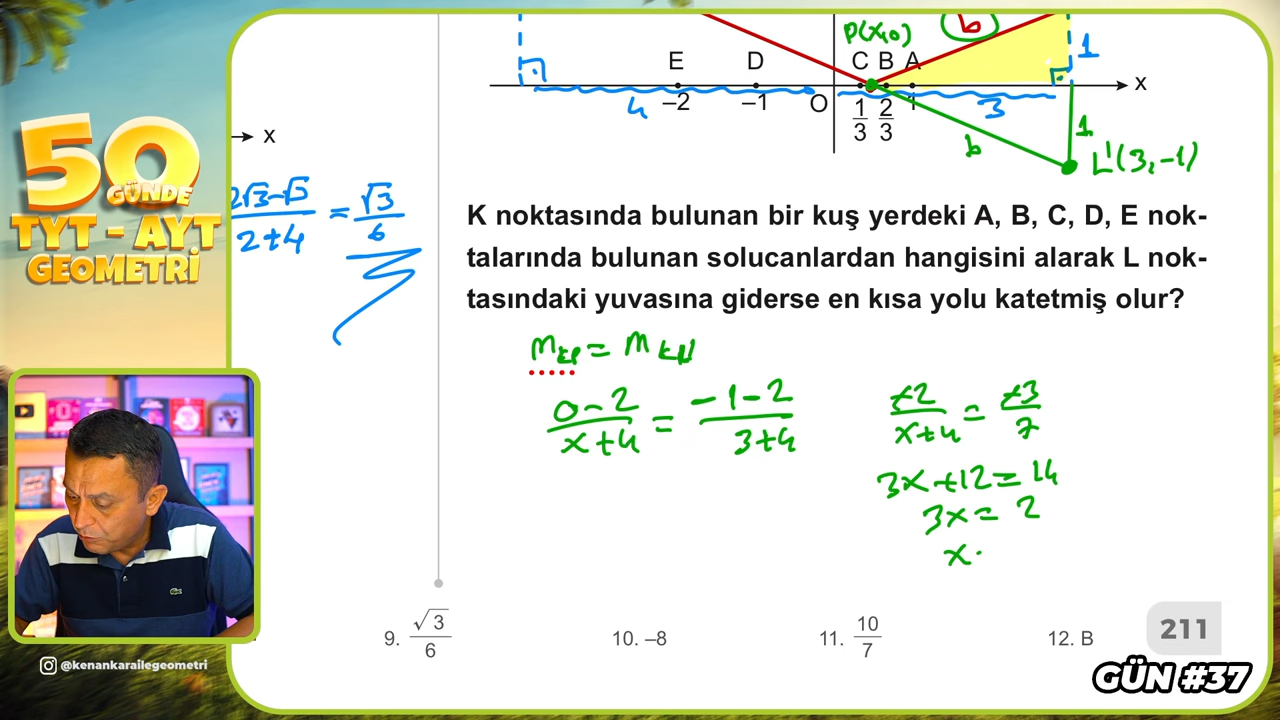 50
GÜNDE
TYT - AYT
GEOMETRİ
P(x,0)
b
1
E D C B A
x
4 –2 –1 O 1/3 2/3 1 3
1
b
L'(3,-1)
x
2√3-√3/2+4 = √3/6
K noktasında bulunan bir kuş yerdeki A, B, C, D, E nok-
talarında bulunan solucanlardan hangisini alarak L nok-
tasındaki yuvasına giderse en kısa yolu katetmiş olur?
m = m
0-2/x+4 = -1-2/3+4
-2/x+4 = -3/7
3x+12=14
3x=2
x
9. √3/6 10. –8 11. 10/7 12. B
211
@kenankarailegeometri
GÜN #37